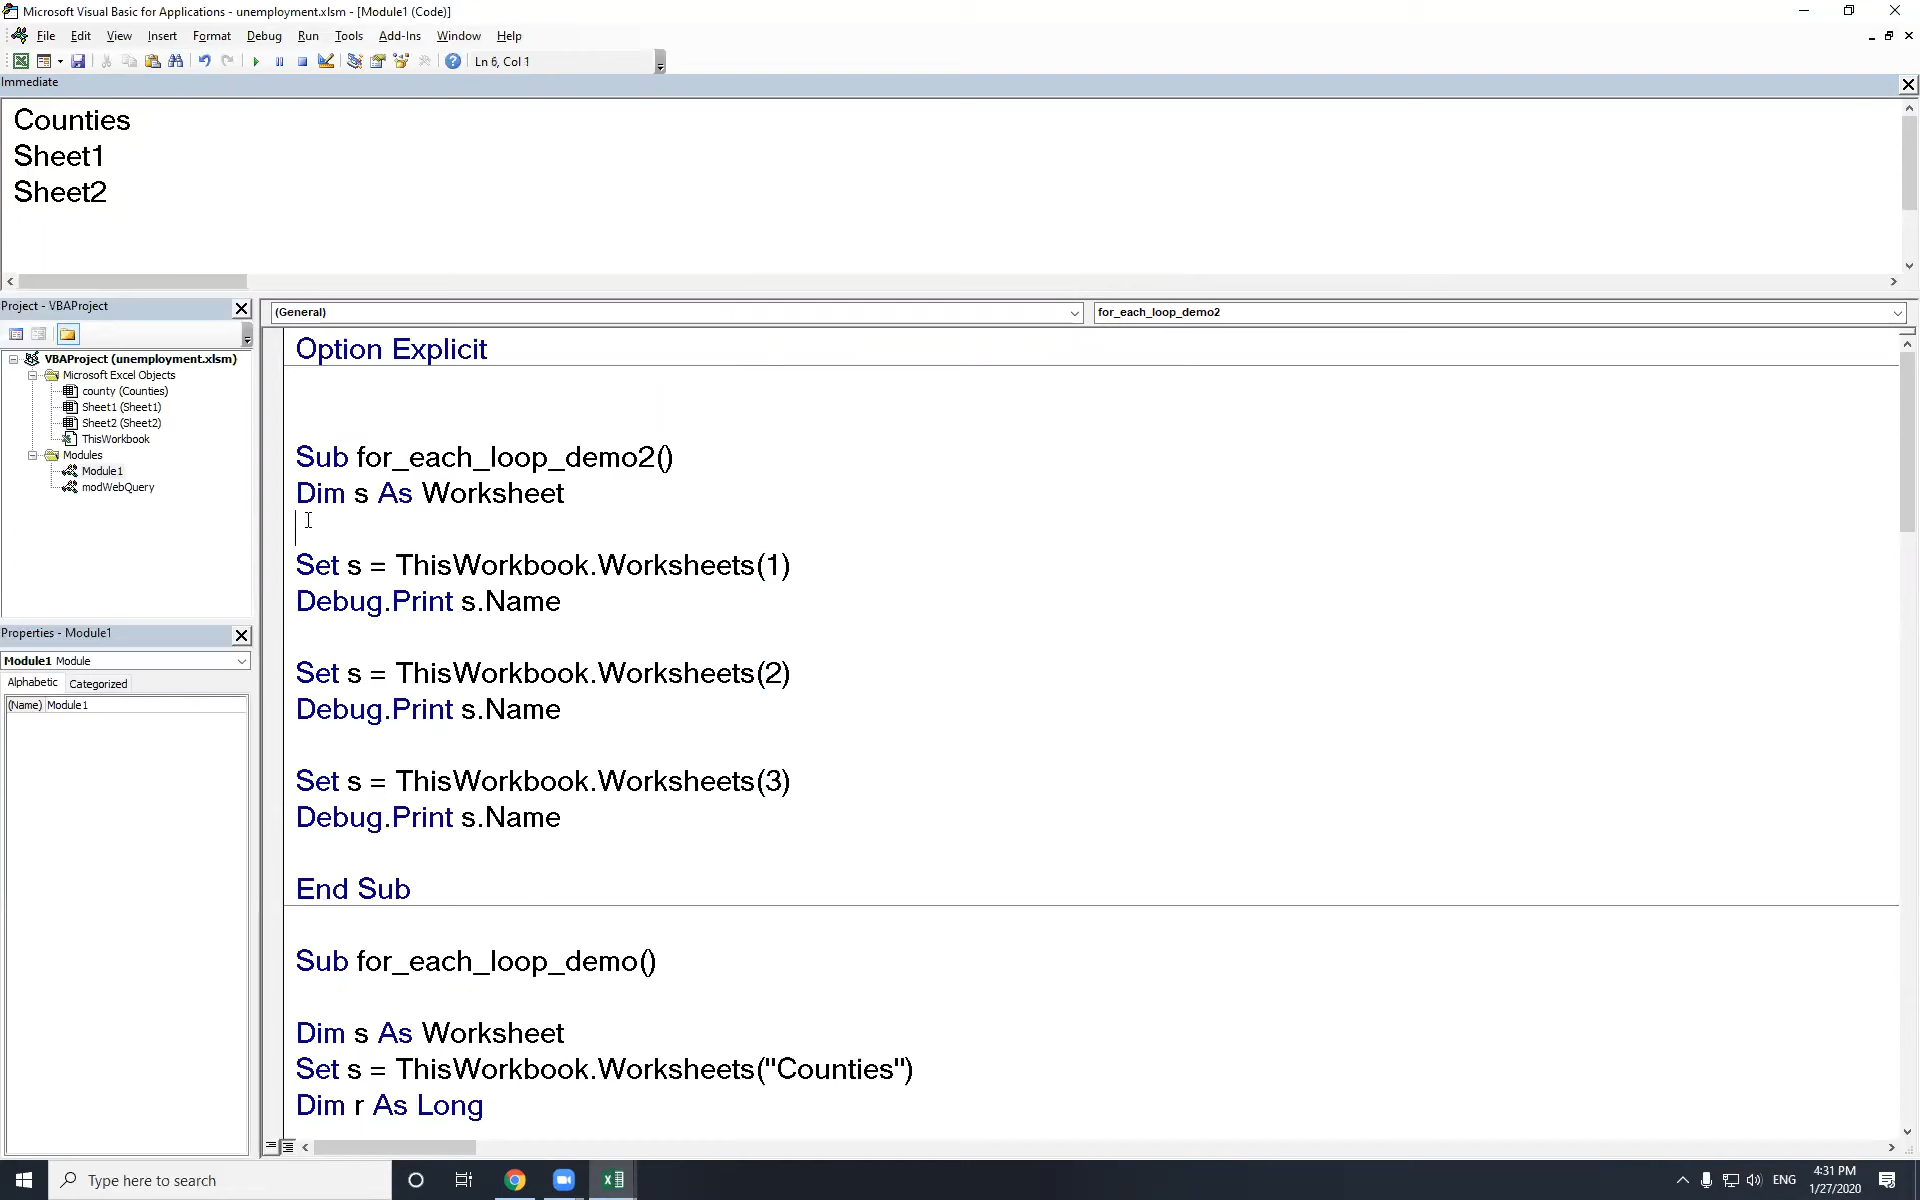 Microsoft Visual Basic for Applications - unemployment.xlsm - [Module1 (Code)]
File Edit View Insert Format Debug Run Tools Add-Ins Window Help
Ln 6, Col 1
Immediate
Counties
Sheet1
Sheet2
Project - VBAProject
(General)
for_each_loop_demo2
VBAProject (unemployment.xlsm)
Microsoft Excel Objects
county (Counties)
Sheet1 (Sheet1)
Sheet2 (Sheet2)
ThisWorkbook
Modules
Module1
modWebQuery
Properties - Module1
Module1 Module
Alphabetic Categorized
(Name) Module1
Option Explicit
Sub for_each_loop_demo2()
Dim s As Worksheet
Set s = ThisWorkbook.Worksheets(1)
Debug.Print s.Name
Set s = ThisWorkbook.Worksheets(2)
Debug.Print s.Name
Set s = ThisWorkbook.Worksheets(3)
Debug.Print s.Name
End Sub
Sub for_each_loop_demo()
Dim s As Worksheet
Set s = ThisWorkbook.Worksheets("Counties")
Dim r As Long
Type here to search
ENG
4:31 PM
1/27/2020